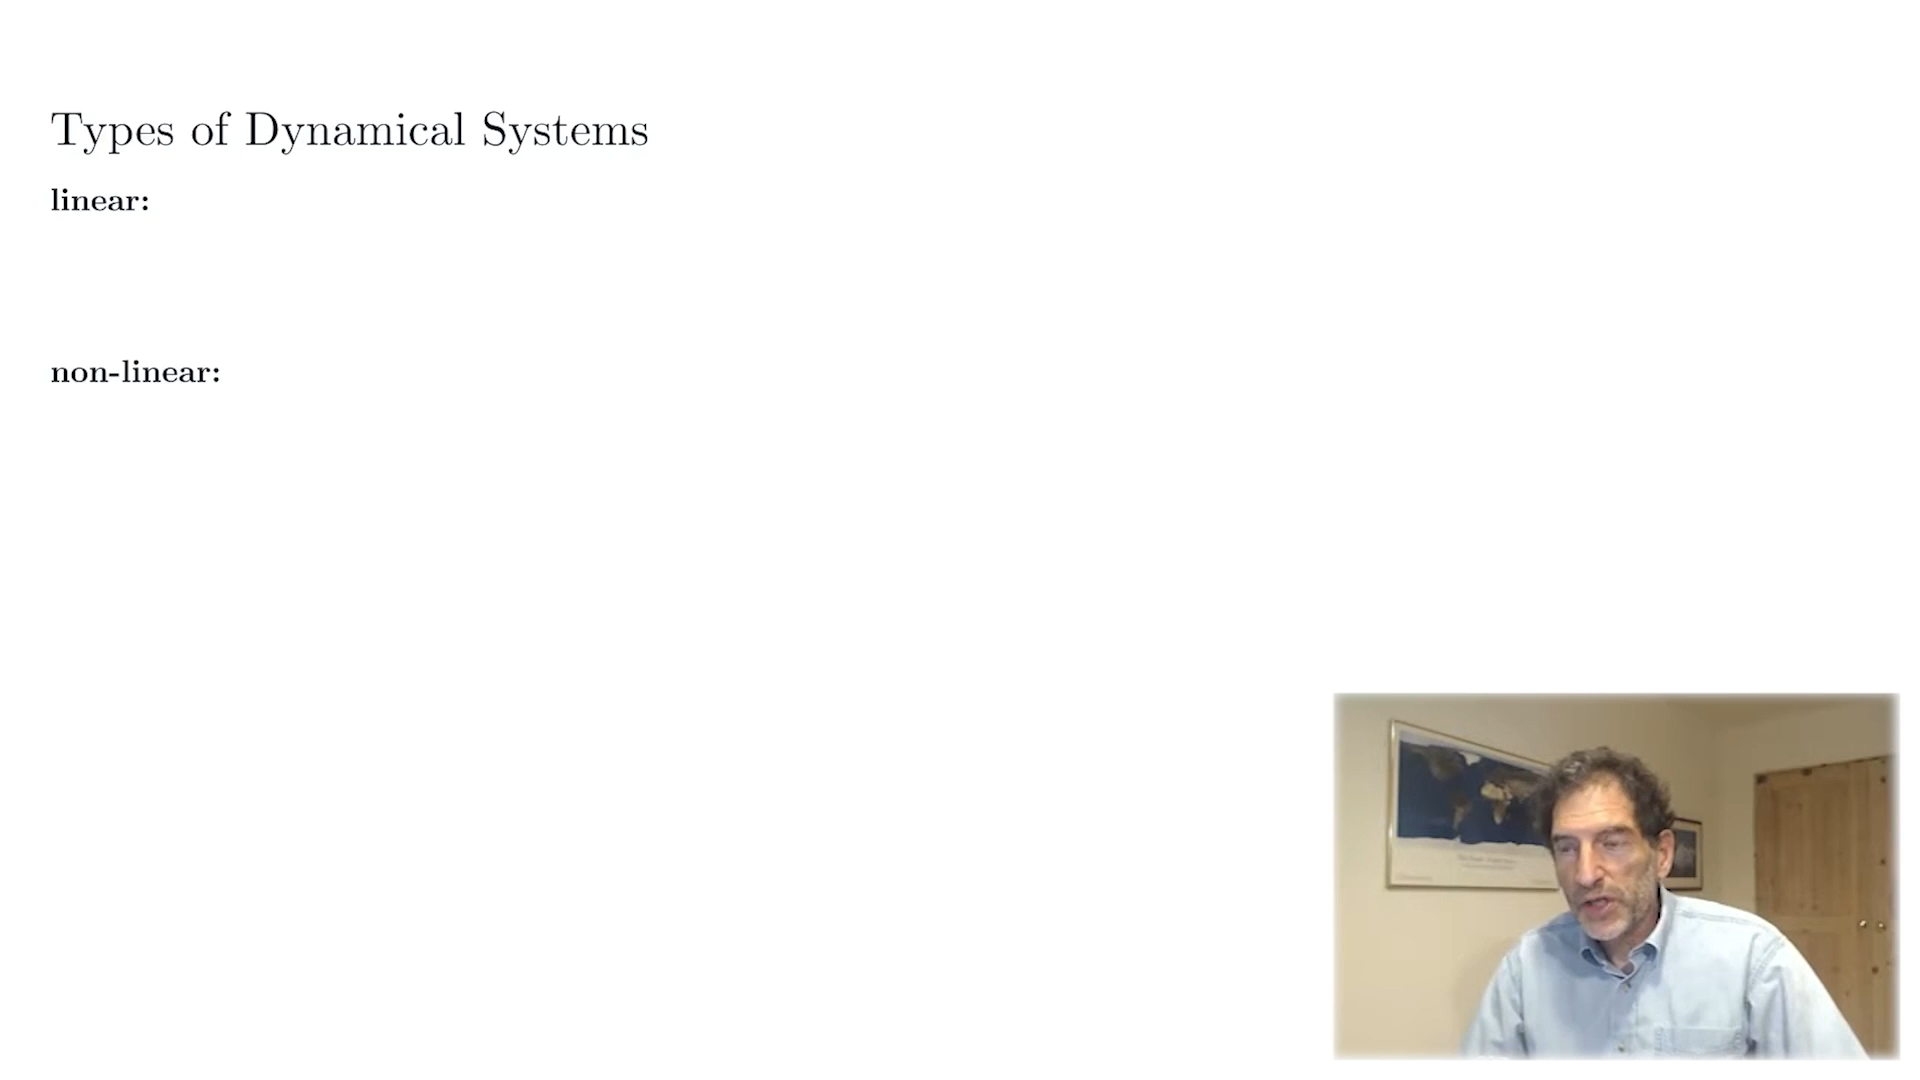 Types of Dynamical Systems
linear:
non-linear: